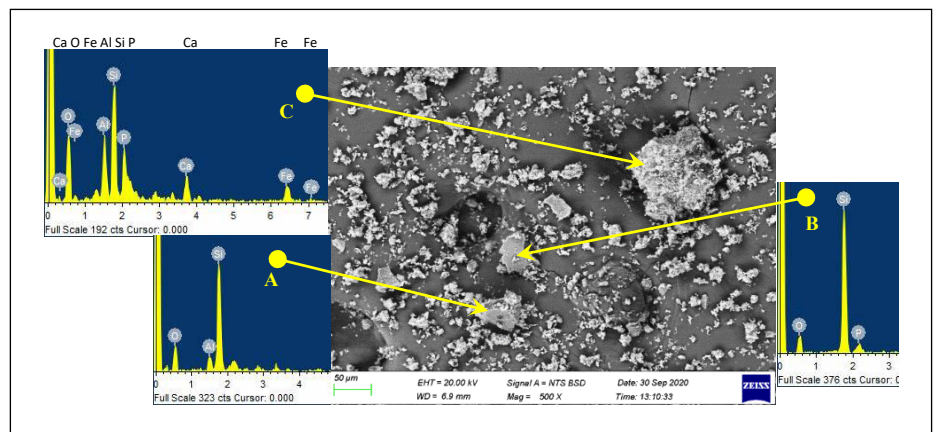 Ca O Fe Al Si P Ca Fe Fe
Si
O
Fe
Al
P
Ca
Ca
Fe
Fe
0 1 2 3 4 5 6 7
Full Scale 192 cts Cursor: 0.000
C
Si
O
Al
0 1 2 3 4
Full Scale 323 cts Cursor: 0.000
A
B
Si
O
P
0 1 2 3
Full Scale 376 cts Cursor: 0
50 µm
EHT = 20.00 kV Signal A = NTS BSD Date: 30 Sep 2020
WD = 6.9 mm Mag = 500 X Time: 13:10:33
ZEISS